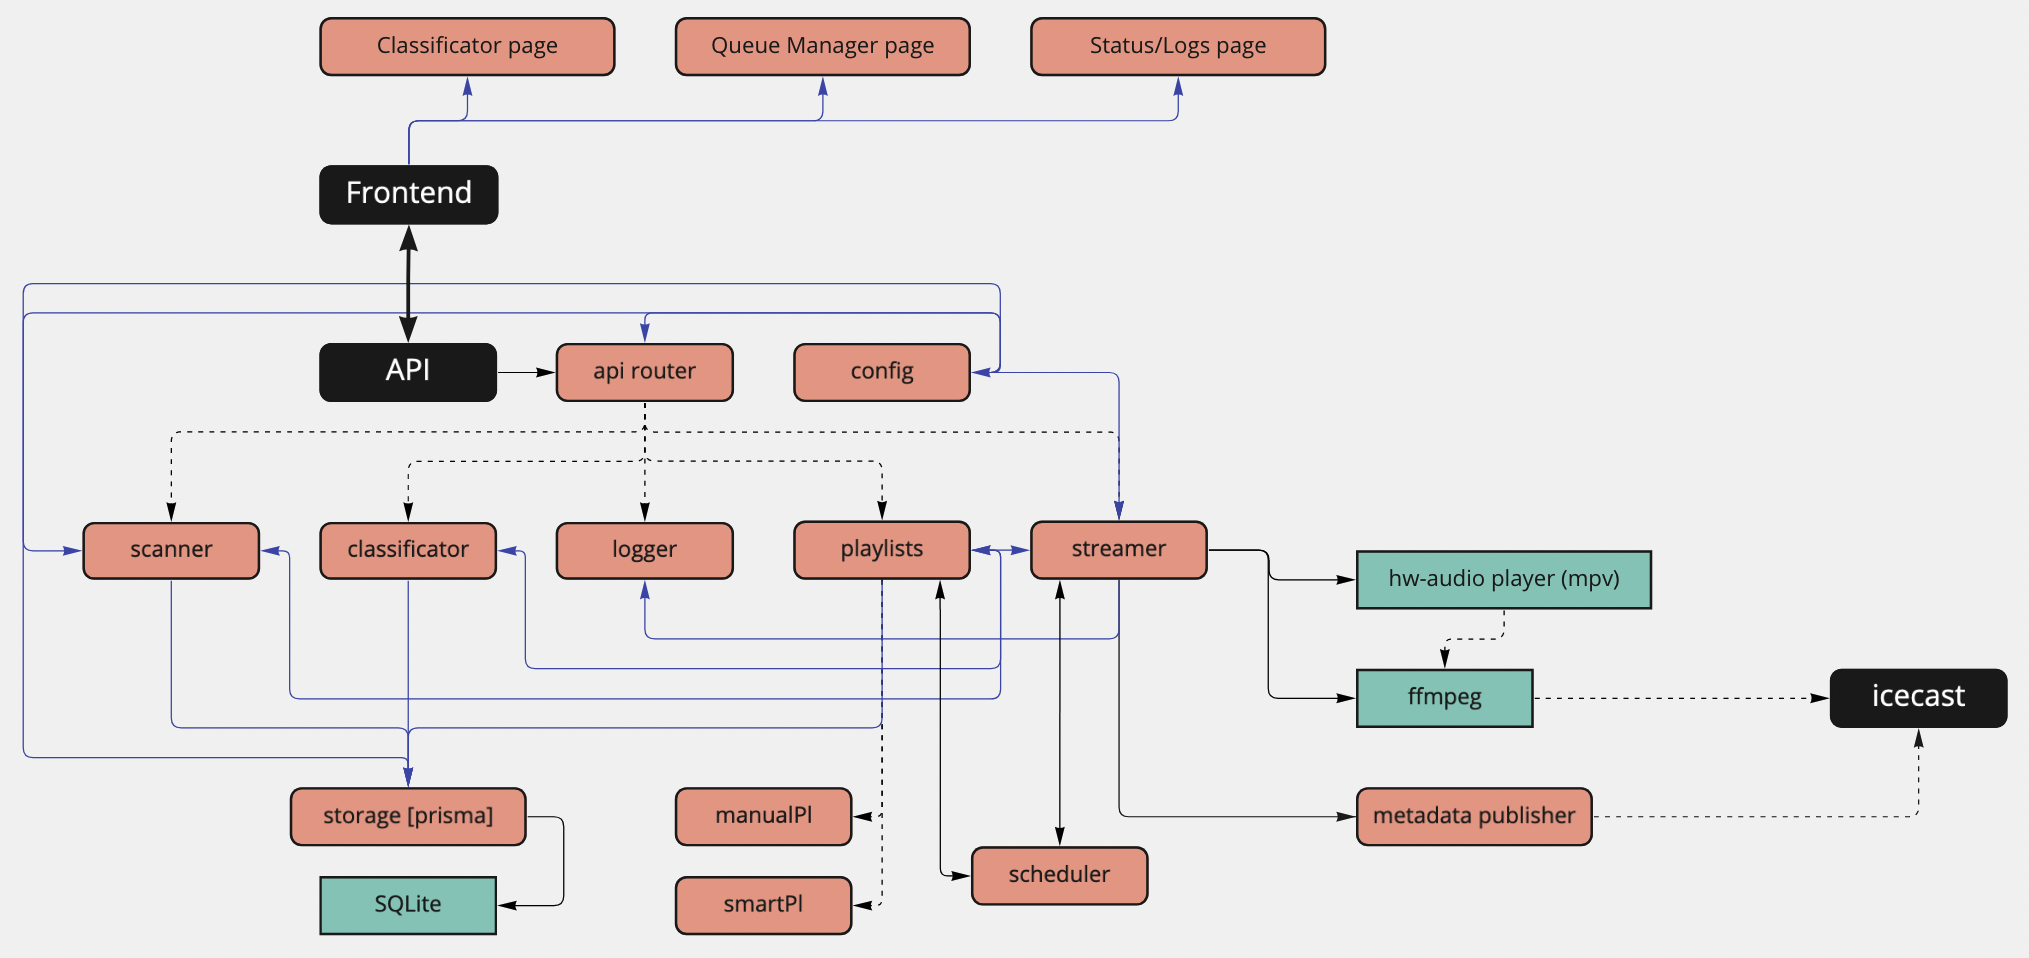 Classificator page
Queue Manager page
Status/Logs page
Frontend
API
api router
config
scanner
classificator
logger
playlists
streamer
hw-audio player (mpv)
ffmpeg
icecast
storage [prisma]
manualPl
metadata publisher
scheduler
SQLite
smartPl